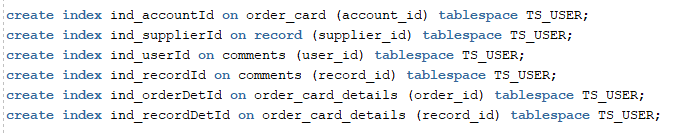 create index ind_accountId on order_card (account_id) tablespace TS_USER;
create index ind_supplierId on record (supplier_id) tablespace TS_USER;
create index ind_userId on comments (user_id) tablespace TS_USER;
create index ind_recordId on comments (record_id) tablespace TS_USER;
create index ind_orderDetId on order_card_details (order_id) tablespace TS_USER;
create index ind_recordDetId on order_card_details (record_id) tablespace TS_USER;